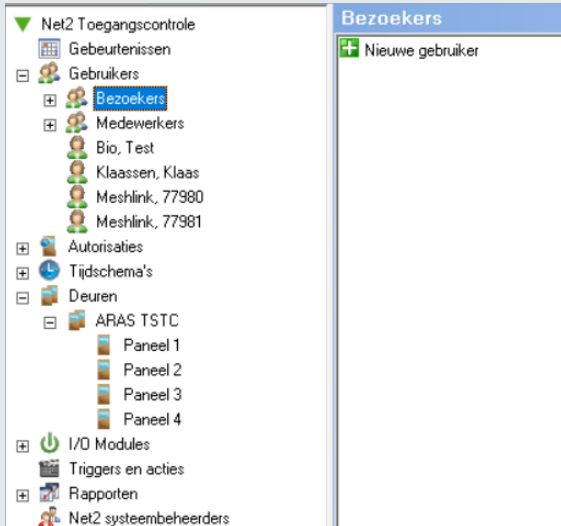 Net2 Toegangscontrole
Gebeurtenissen
Gebruikers
Bezoekers
Medewerkers
Bio, Test
Klaassen, Klaas
Meshlink, 77980
Meshlink, 77981
Autorisaties
Tijdschema's
Deuren
ARAS TSTC
Paneel 1
Paneel 2
Paneel 3
Paneel 4
I/O Modules
Triggers en acties
Rapporten
Net2 systeembeheerders
Bezoekers
Nieuwe gebruiker